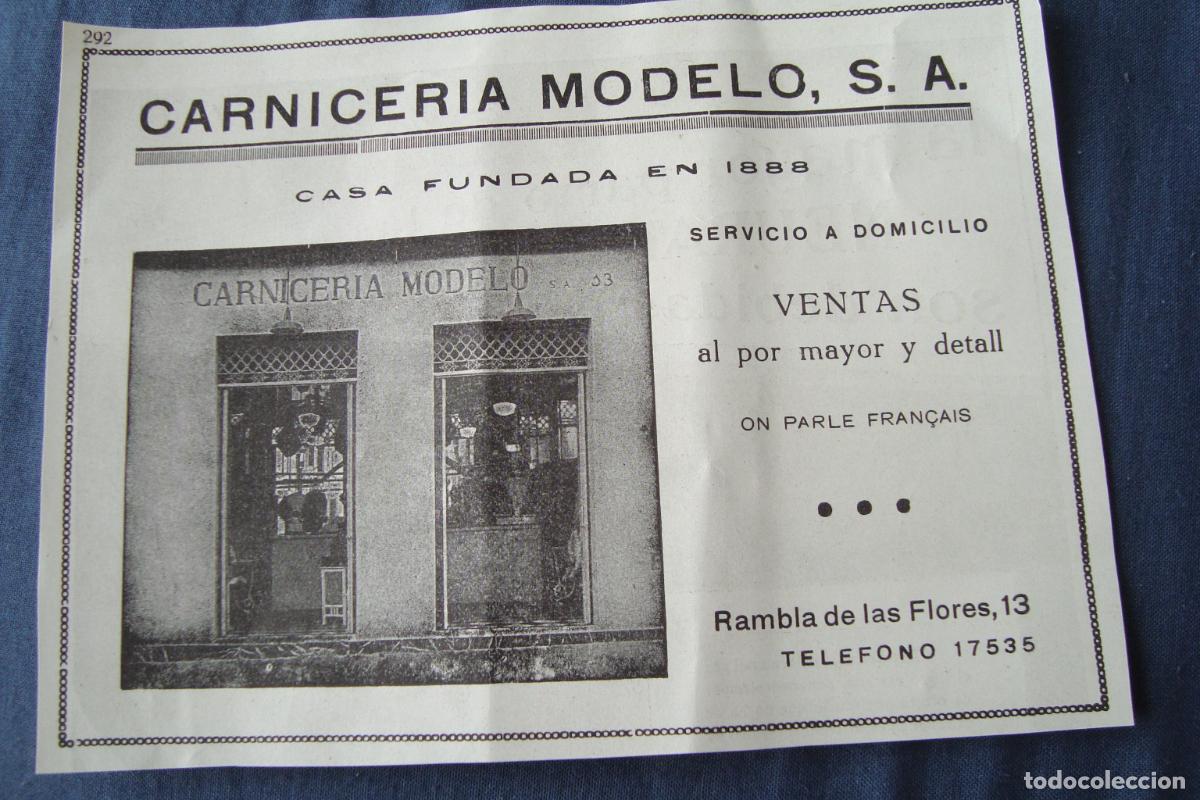 292
CARNICERIA MODELO, S. A.
CASA FUNDADA EN 1888
CARNICERIA MODELO S.A.
SERVICIO A DOMICILIO
VENTAS
al por mayor y detall
ON PARLE FRANÇAIS
Rambla de las Flores, 13
TELEFONO 17535
todocoleccion